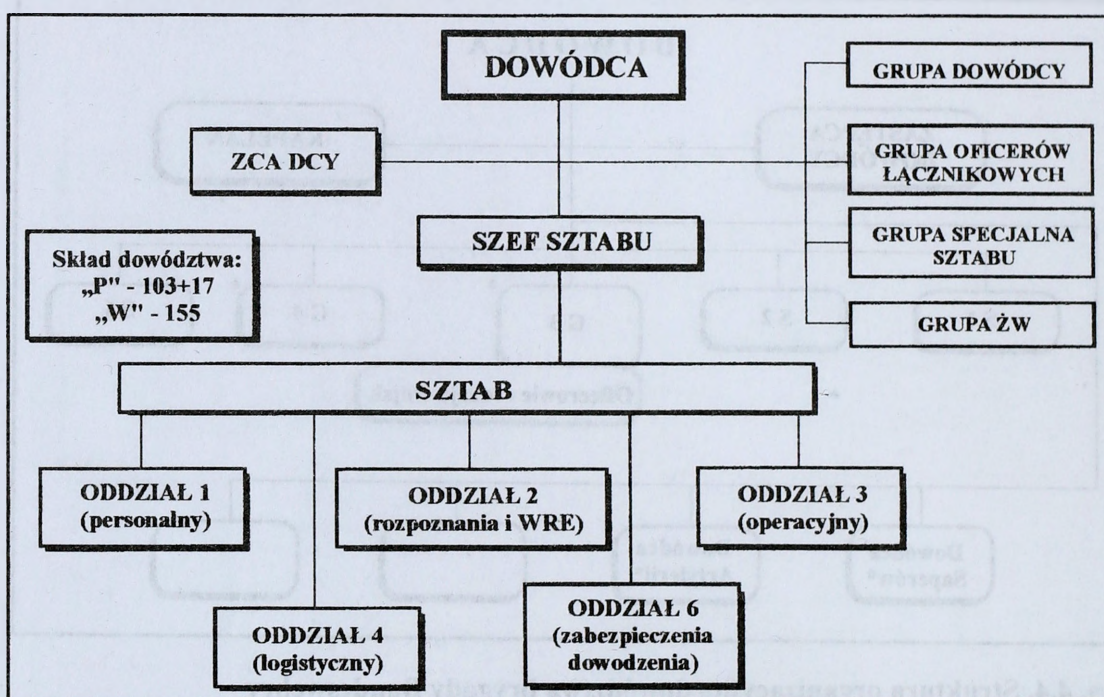 DOWÓDCA
GRUPA DOWÓDCY
ZCA DCY
GRUPA OFICERÓW
ŁĄCZNIKOWYCH
SZEF SZTABU
GRUPA SPECJALNA
SZTABU
Skład dowództwa:
„P" - 103+17
„W" - 155
GRUPA ŻW
SZTAB
ODDZIAŁ 1
(personalny)
ODDZIAŁ 2
(rozpoznania i WRE)
ODDZIAŁ 3
(operacyjny)
ODDZIAŁ 4
(logistyczny)
ODDZIAŁ 6
(zabezpieczenia
dowodzenia)